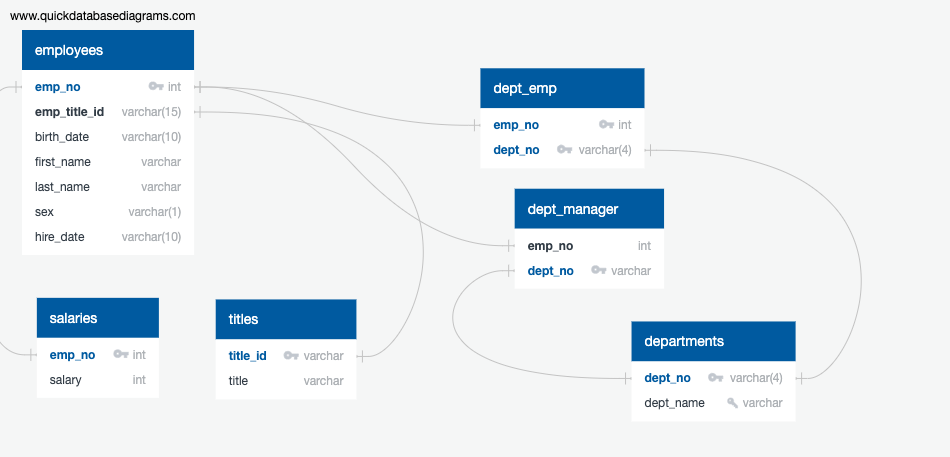 www.quickdatabasediagrams.com
employees
emp_no int
emp_title_id varchar(15)
birth_date varchar(10)
first_name varchar
last_name varchar
sex varchar(1)
hire_date varchar(10)
dept_emp
emp_no int
dept_no varchar(4)
dept_manager
emp_no int
dept_no varchar
salaries
emp_no int
salary int
titles
title_id varchar
title varchar
departments
dept_no varchar(4)
dept_name varchar